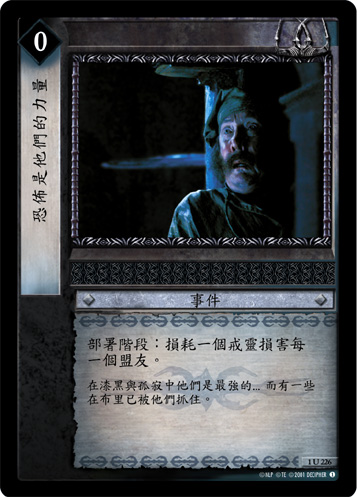 0
恐佈是他們的力量
事件
部署階段：損耗一個戒靈損害每
一個盟友。
在漆黑與孤寂中他們是最強的... 而有一些
在布里已被他們抓住。
1 U 226
©NLP ™TE ©2001 DECIPHER